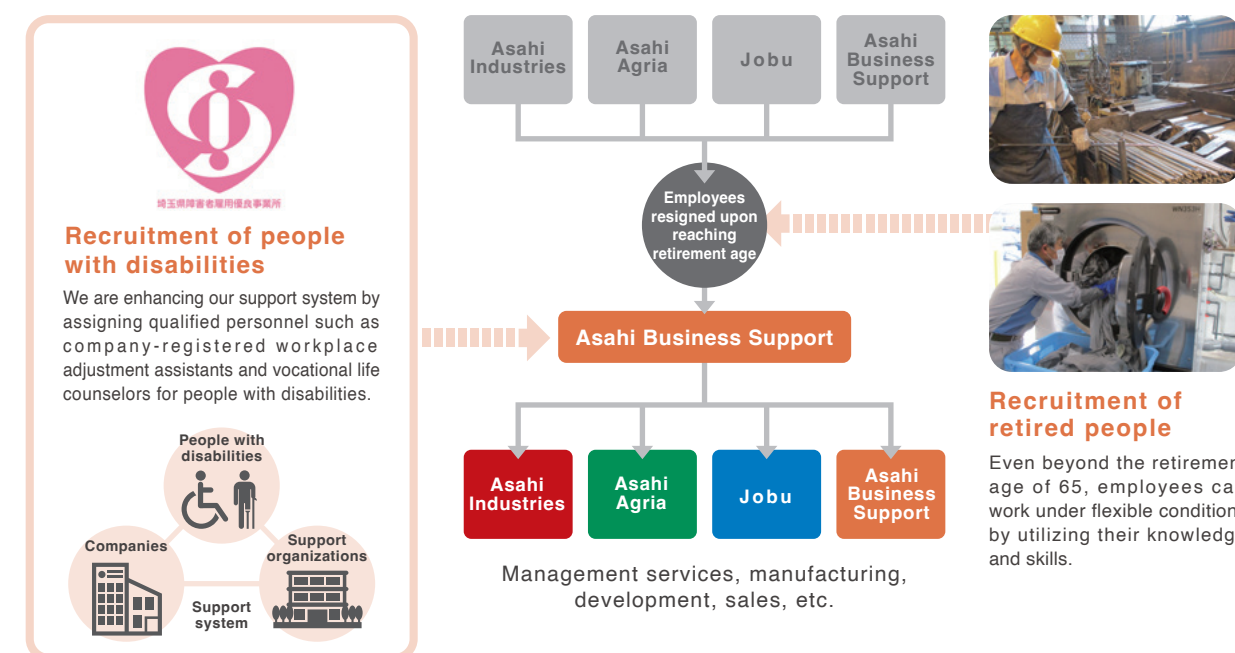 埼玉県障害者雇用優良事業所
Recruitment of people
with disabilities
We are enhancing our support system by
assigning qualified personnel such as
company-registered workplace
adjustment assistants and vocational life
counselors for people with disabilities.
People with
disabilities
Companies
Support
organizations
Support
system
Asahi
Industries
Asahi
Agria
Jobu
Asahi
Business
Support
Employees
resigned upon
reaching
retirement age
Asahi Business Support
Asahi
Industries
Asahi
Agria
Jobu
Asahi
Business
Support
Management services, manufacturing,
development, sales, etc.
WN353H
Recruitment of
retired people
Even beyond the retiremen
age of 65, employees ca
work under flexible condition
by utilizing their knowledg
and skills.